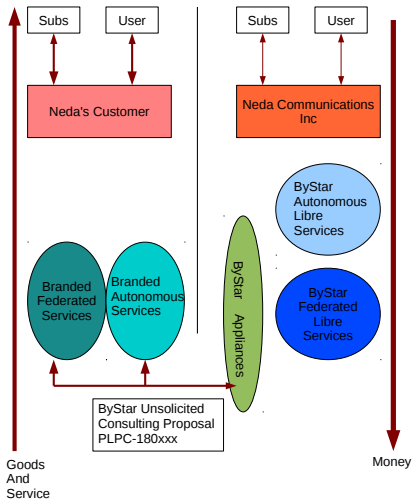 Subs
User
Subs
User
Neda's Customer
Neda Communications
Inc
ByStar
Autonomous
Libre
Services
Branded
Federated
Services
Branded
Autonomous
Services
ByStar Appliances
ByStar
Federated
Libre
Services
ByStar Unsolicited
Consulting Proposal
PLPC-180xxx
Goods
And
Service
Money